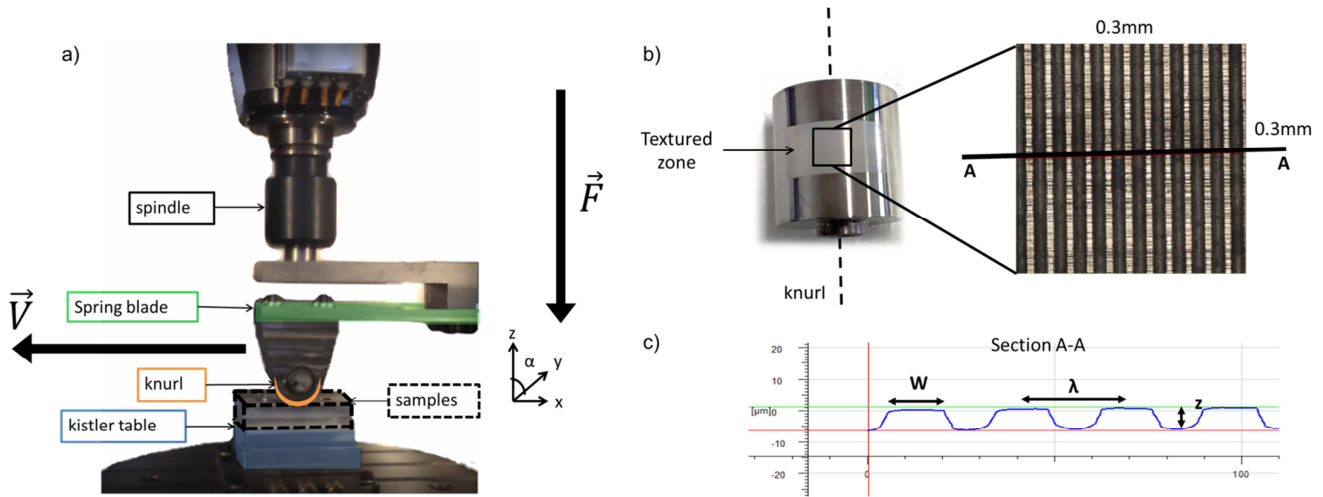 a)
spindle
Spring blade
V
knurl
kistler table
samples
F
z
α
y
x
b)
Textured
zone
knurl
0.3mm
0.3mm
A
A
c)
Section A-A
20
10
[µm]0
-10
-20
0
100
W
λ
z